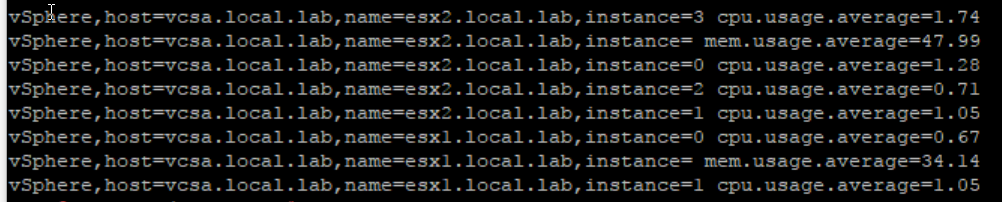 vSphere,host=vcsa.local.lab,name=esx2.local.lab,instance=3 cpu.usage.average=1.74
vSphere,host=vcsa.local.lab,name=esx2.local.lab,instance= mem.usage.average=47.99
vSphere,host=vcsa.local.lab,name=esx2.local.lab,instance=0 cpu.usage.average=1.28
vSphere,host=vcsa.local.lab,name=esx2.local.lab,instance=2 cpu.usage.average=0.71
vSphere,host=vcsa.local.lab,name=esx2.local.lab,instance=1 cpu.usage.average=1.05
vSphere,host=vcsa.local.lab,name=esx1.local.lab,instance=0 cpu.usage.average=0.67
vSphere,host=vcsa.local.lab,name=esx1.local.lab,instance= mem.usage.average=34.14
vSphere,host=vcsa.local.lab,name=esx1.local.lab,instance=1 cpu.usage.average=1.05